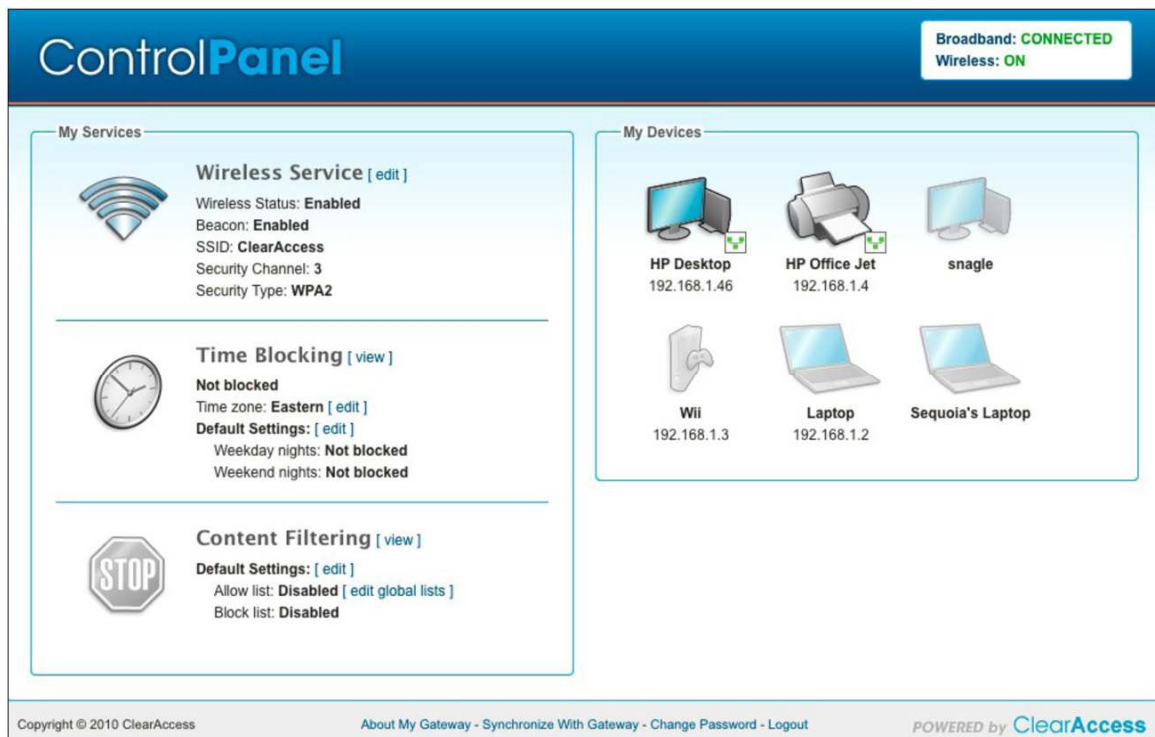 ControlPanel
Broadband: CONNECTED
Wireless: ON
My Services
Wireless Service [ edit ]
Wireless Status: Enabled
Beacon: Enabled
SSID: ClearAccess
Security Channel: 3
Security Type: WPA2
Time Blocking [ view ]
Not blocked
Time zone: Eastern [ edit ]
Default Settings: [ edit ]
Weekday nights: Not blocked
Weekend nights: Not blocked
STOP
Content Filtering [ view ]
Default Settings: [ edit ]
Allow list: Disabled [ edit global lists ]
Block list: Disabled
My Devices
HP Desktop
192.168.1.46
HP Office Jet
192.168.1.4
snagle
Wii
192.168.1.3
Laptop
192.168.1.2
Sequoia's Laptop
Copyright © 2010 ClearAccess
About My Gateway - Synchronize With Gateway - Change Password - Logout
POWERED by ClearAccess